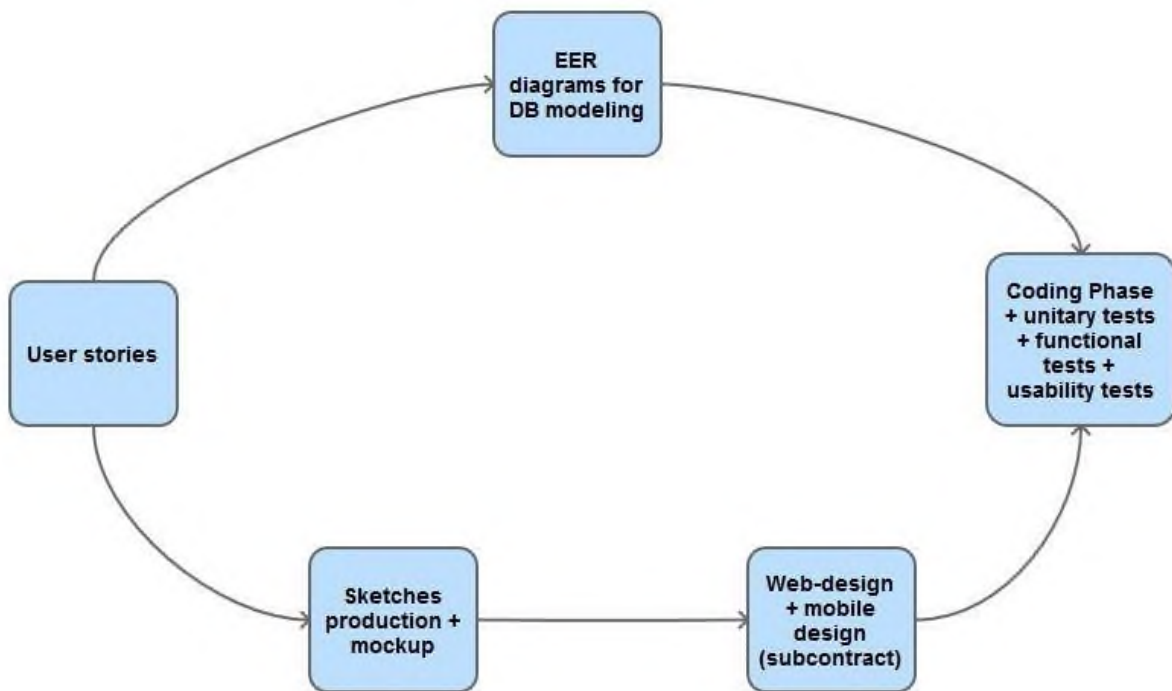 EER
diagrams for
DB modeling
User stories
Coding Phase
+ unitary tests
+ functional
tests +
usability tests
Sketches
production +
mockup
Web-design
+ mobile
design
(subcontract)